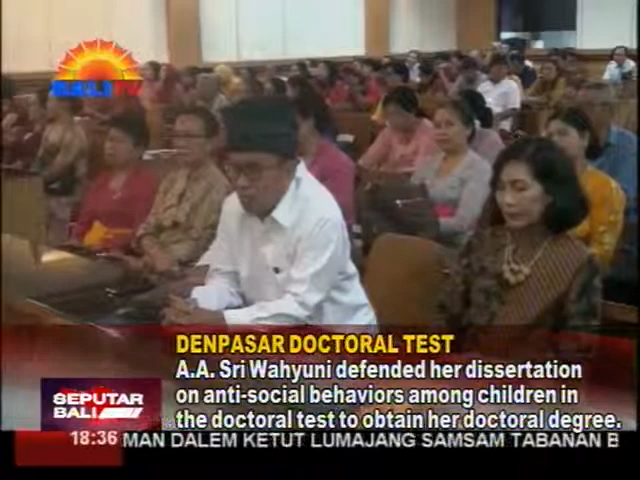 BALI TV
DENPASAR DOCTORAL TEST
A.A. Sri Wahyuni defended her dissertation
on anti-social behaviors among children in
the doctoral test to obtain her doctoral degree.
SEPUTAR
BALI
18:36 MAN DALEM KETUT LUMAJANG SAMSAM TABANAN B